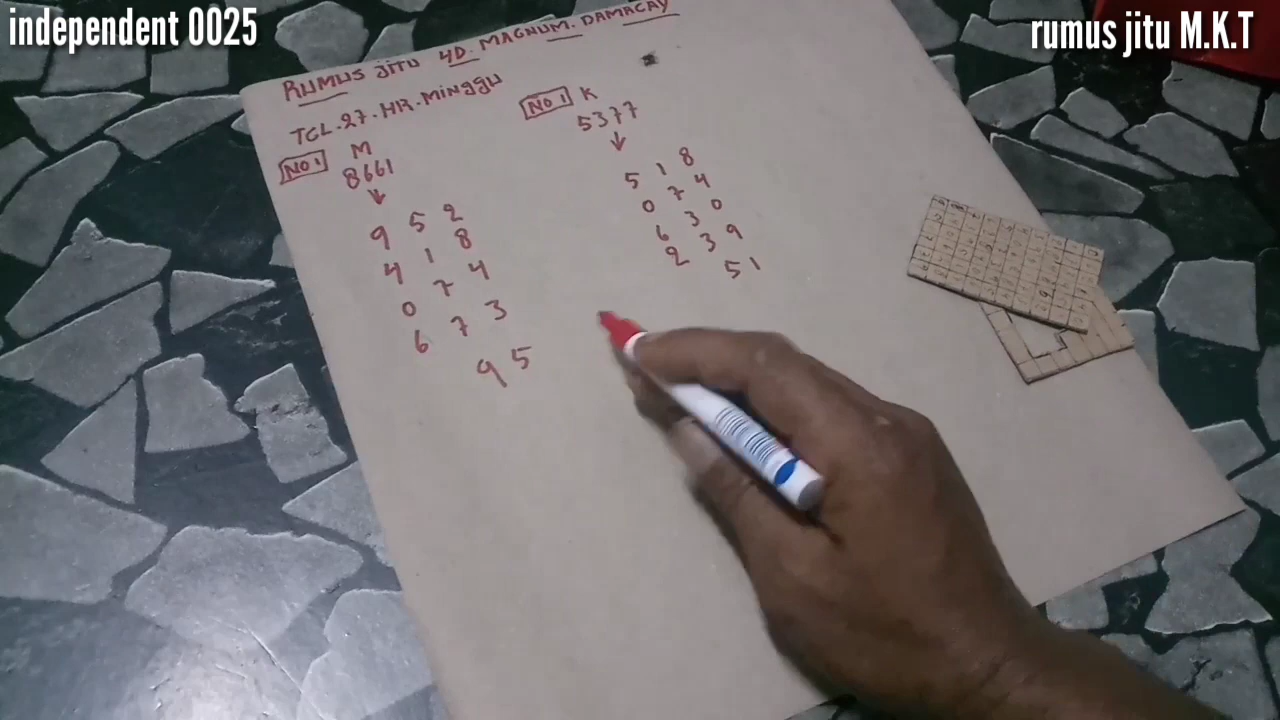 independent 0025
rumus jitu M.K.T
RUMUS JITU 4D. MAGNUM. DAMACAY
TGL.27.HR.MINGGU
NO 1 M
8661
9 5 2
4 1 8
0 7 4
6 7 3
9 5
NO 1 K
5377
5 1 8
0 7 4
6 3 0
2 3 9
5 1